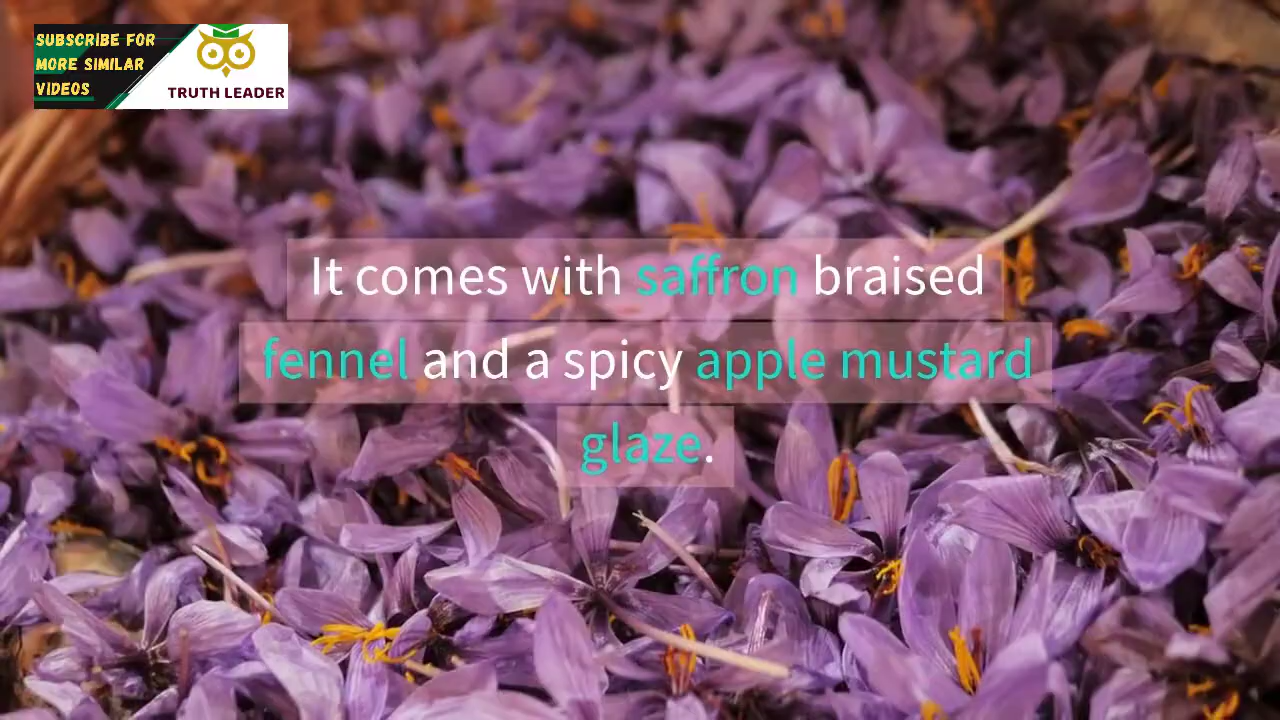 SUBSCRIBE FOR
MORE SIMILAR
VIDEOS
TRUTH LEADER
It comes with saffron braised
fennel and a spicy apple mustard
glaze.